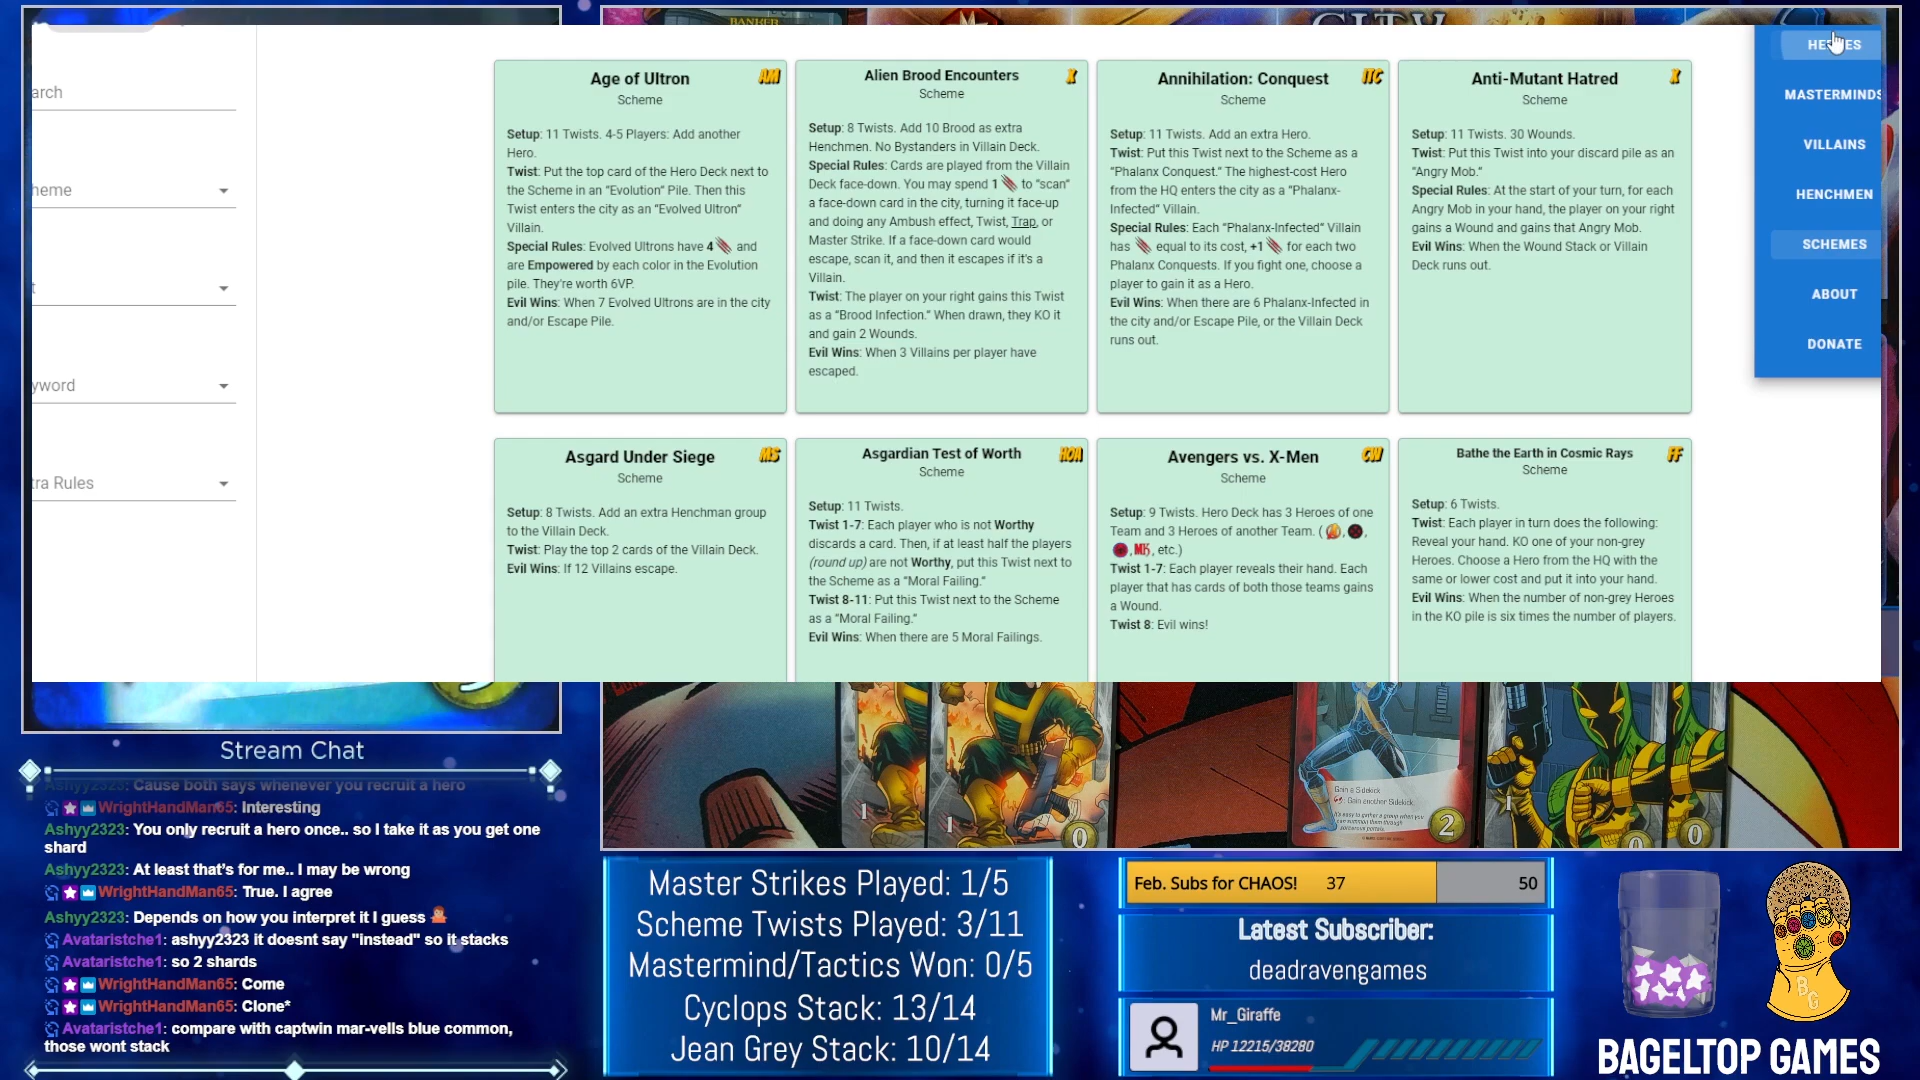 BANKER
CITY
arch
heme
t
yword
tra Rules
Age of Ultron
AM
Scheme
Setup: 11 Twists. 4-5 Players: Add another
Hero.
Twist: Put the top card of the Hero Deck next to
the Scheme in an "Evolution" Pile. Then this
Twist enters the city as an "Evolved Ultron"
Villain.
Special Rules: Evolved Ultrons have 4 and
are Empowered by each color in the Evolution
pile. They're worth 6VP.
Evil Wins: When 7 Evolved Ultrons are in the city
and/or Escape Pile.
Alien Brood Encounters
X
Scheme
Setup: 8 Twists. Add 10 Brood as extra
Henchmen. No Bystanders in Villain Deck.
Special Rules: Cards are played from the Villain
Deck face-down. You may spend 1 to "scan"
a face-down card in the city, turning it face-up
and doing any Ambush effect, Twist, Trap, or
Master Strike. If a face-down card would
escape, scan it, and then it escapes if it's a
Villain.
Twist: The player on your right gains this Twist
as a "Brood Infection." When drawn, they KO it
and gain 2 Wounds.
Evil Wins: When 3 Villains per player have
escaped.
Annihilation: Conquest
ITC
Scheme
Setup: 11 Twists. Add an extra Hero.
Twist: Put this Twist next to the Scheme as a
"Phalanx Conquest." The highest-cost Hero
from the HQ enters the city as a "Phalanx-
Infected" Villain.
Special Rules: Each "Phalanx-Infected" Villain
has equal to its cost, +1 for each two
Phalanx Conquests. If you fight one, choose a
player to gain it as a Hero.
Evil Wins: When there are 6 Phalanx-Infected in
the city and/or Escape Pile, or the Villain Deck
runs out.
Anti-Mutant Hatred
X
Scheme
Setup: 11 Twists. 30 Wounds.
Twist: Put this Twist into your discard pile as an
"Angry Mob."
Special Rules: At the start of your turn, for each
Angry Mob in your hand, the player on your right
gains a Wound and gains that Angry Mob.
Evil Wins: When the Wound Stack or Villain
Deck runs out.
MASTERMINDS
VILLAINS
HENCHMEN
SCHEMES
ABOUT
DONATE
Asgard Under Siege
MS
Scheme
Setup: 8 Twists. Add an extra Henchman group
to the Villain Deck.
Twist: Play the top 2 cards of the Villain Deck.
Evil Wins: If 12 Villains escape.
Asgardian Test of Worth
HOA
Scheme
Setup: 11 Twists.
Twist 1-7: Each player who is not Worthy
discards a card. Then, if at least half the players
(round up) are not Worthy, put this Twist next to
the Scheme as a "Moral Failing."
Twist 8-11: Put this Twist next to the Scheme
as a "Moral Failing."
Evil Wins: When there are 5 Moral Failings.
Avengers vs. X-Men
CW
Scheme
Setup: 9 Twists. Hero Deck has 3 Heroes of one
Team and 3 Heroes of another Team. ( , ,
, MK, etc.)
Twist 1-7: Each player reveals their hand. Each
player that has cards of both those teams gains
a Wound.
Twist 8: Evil wins!
Bathe the Earth in Cosmic Rays
FF
Scheme
Setup: 6 Twists.
Twist: Each player in turn does the following:
Reveal your hand. KO one of your non-grey
Heroes. Choose a Hero from the HQ with the
same or lower cost and put it into your hand.
Evil Wins: When the number of non-grey Heroes
in the KO pile is six times the number of players.
1
1
0
Gain a Sidekick
: Gain another Sidekick.
2
1
0
0
Stream Chat
Ashyy2323: Cause both says whenever you recruit a hero
WrightHandMan65: Interesting
Ashyy2323: You only recruit a hero once.. so I take it as you get one
shard
Ashyy2323: At least that's for me.. I may be wrong
WrightHandMan65: True. I agree
Ashyy2323: Depends on how you interpret it I guess
Avataristche1: ashyy2323 it doesnt say "instead" so it stacks
Avataristche1: so 2 shards
WrightHandMan65: Come
WrightHandMan65: Clone*
Avataristche1: compare with captwin mar-vells blue common,
those wont stack
Master Strikes Played: 1/5
Scheme Twists Played: 3/11
Mastermind/Tactics Won: 0/5
Cyclops Stack: 13/14
Jean Grey Stack: 10/14
Feb. Subs for CHAOS! 37 50
Latest Subscriber:
deadravengames
Mr_Giraffe
HP 12215/38280
BG
BAGELTOP GAMES